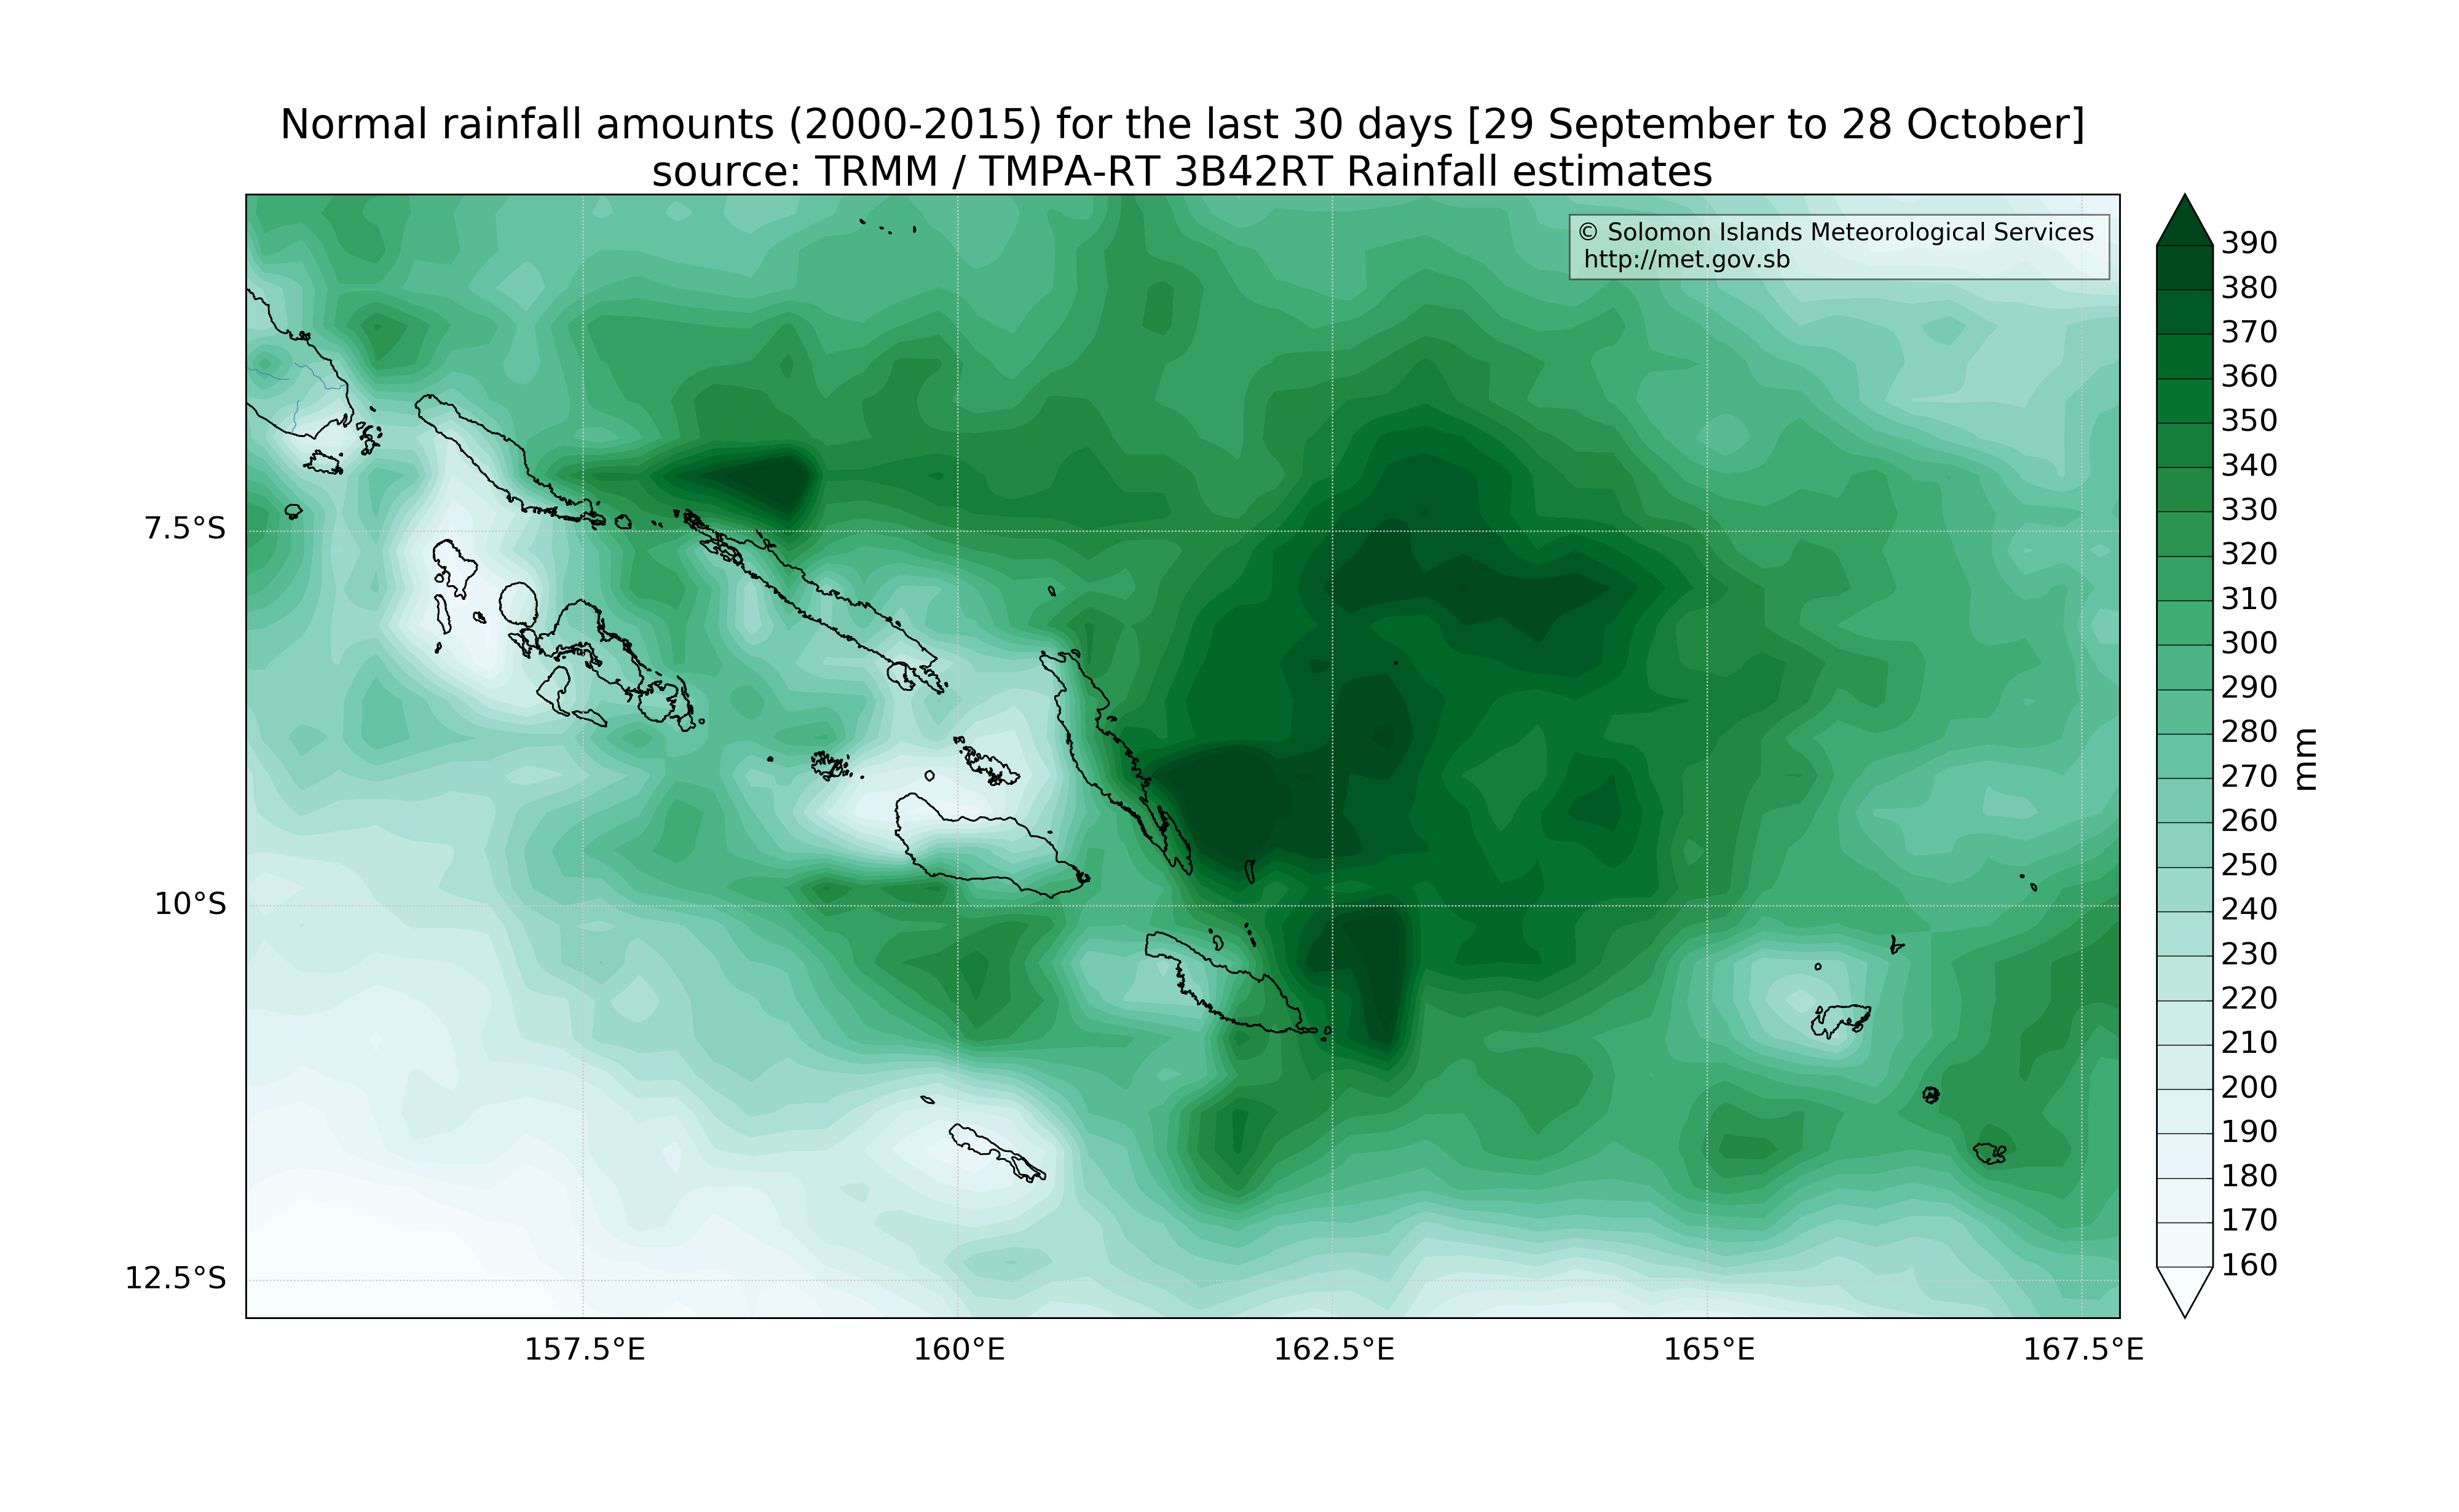 Normal rainfall amounts (2000-2015) for the last 30 days [29 September to 28 October]
source: TRMM / TMPA-RT 3B42RT Rainfall estimates
© Solomon Islands Meteorological Services
http://met.gov.sb
7.5°S
10°S
12.5°S
157.5°E
160°E
162.5°E
165°E
167.5°E
390
380
370
360
350
340
330
320
310
300
290
280
270
260
250
240
230
220
210
200
190
180
170
160
mm